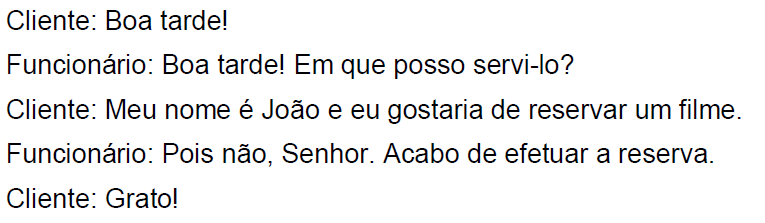 Cliente: Boa tarde!
Funcionário: Boa tarde! Em que posso servi-lo?
Cliente: Meu nome é João e eu gostaria de reservar um filme.
Funcionário: Pois não, Senhor. Acabo de efetuar a reserva.
Cliente: Grato!